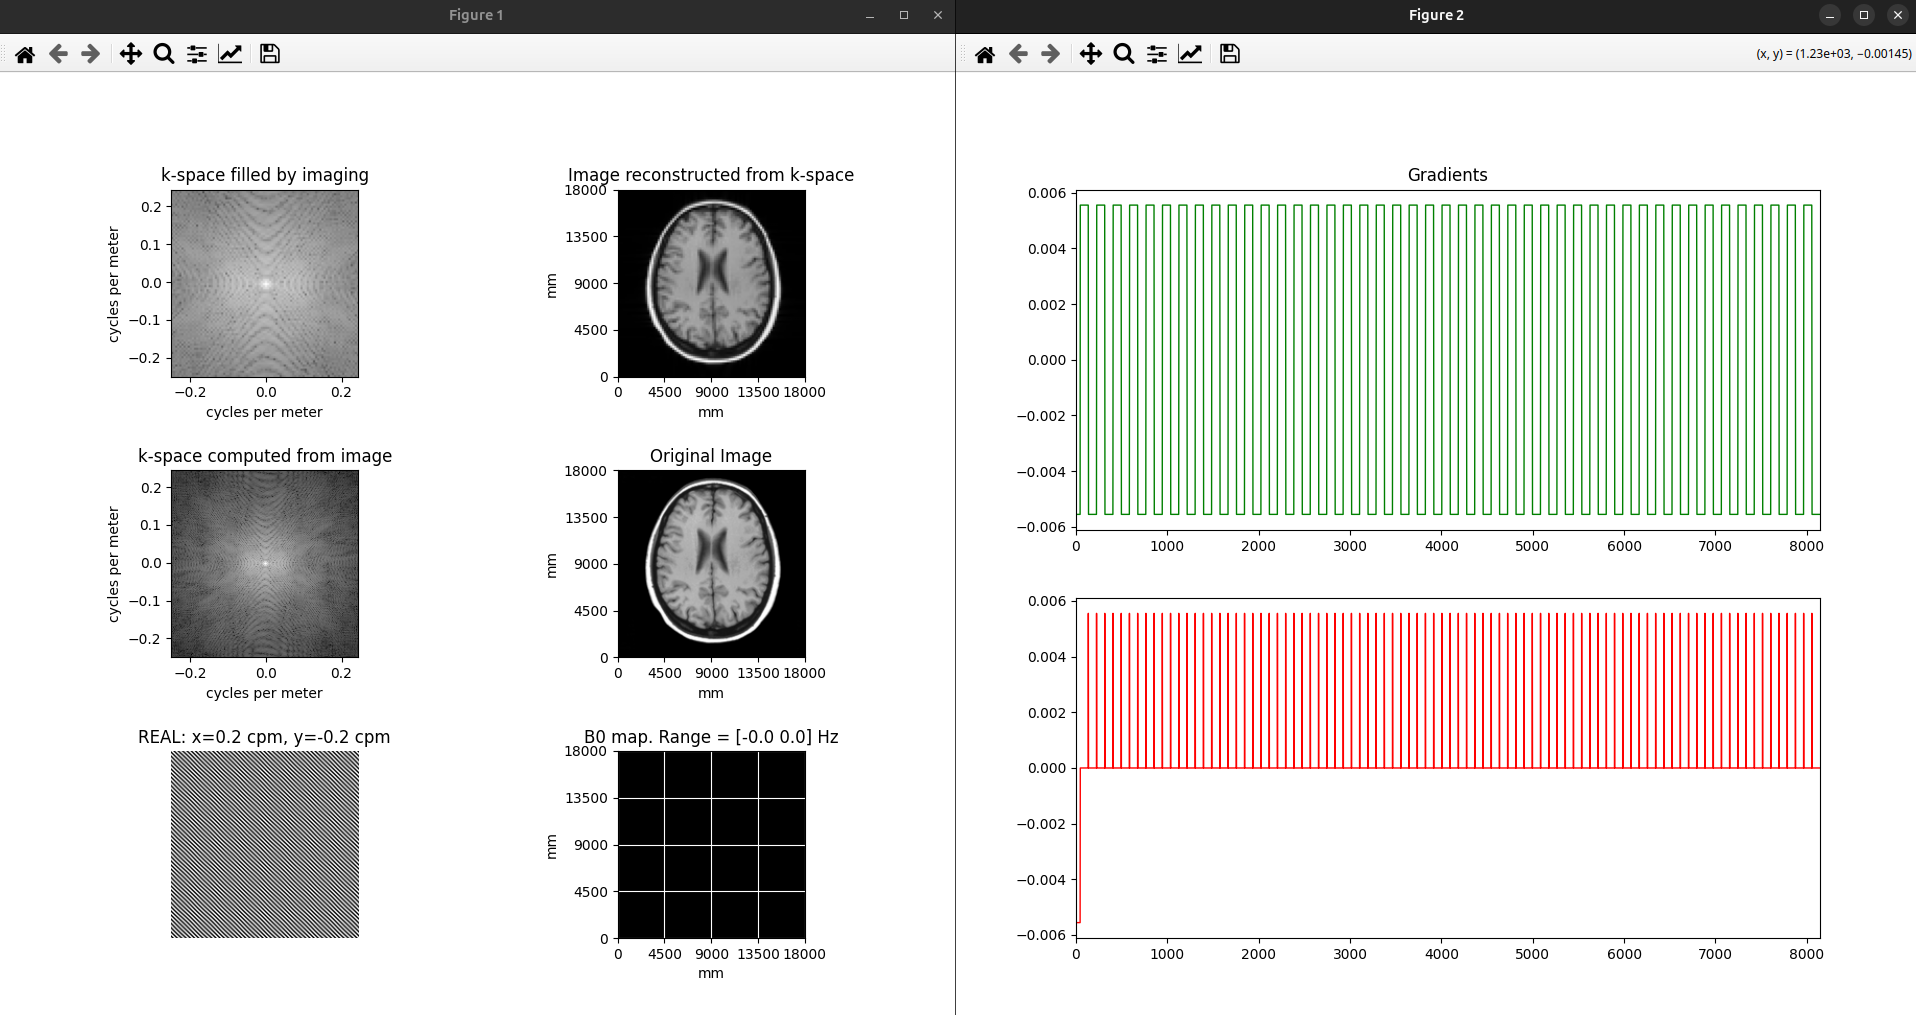 Figure 1
Figure 2
(x, y) = (1.23e+03, −0.00145)
k-space filled by imaging
0.2
0.1
0.0
−0.1
−0.2
cycles per meter
−0.2 0.0 0.2
cycles per meter
Image reconstructed from k-space
18000
13500
9000
4500
0
mm
0 4500 9000 13500 18000
mm
k-space computed from image
0.2
0.1
0.0
−0.1
−0.2
cycles per meter
−0.2 0.0 0.2
cycles per meter
Original Image
18000
13500
9000
4500
0
mm
0 4500 9000 13500 18000
mm
REAL: x=0.2 cpm, y=-0.2 cpm
B0 map. Range = [-0.0 0.0] Hz
18000
13500
9000
4500
0
mm
0 4500 9000 13500 18000
mm
Gradients
0.006
0.004
0.002
0.000
−0.002
−0.004
−0.006
0 1000 2000 3000 4000 5000 6000 7000 8000
0.006
0.004
0.002
0.000
−0.002
−0.004
−0.006
0 1000 2000 3000 4000 5000 6000 7000 8000